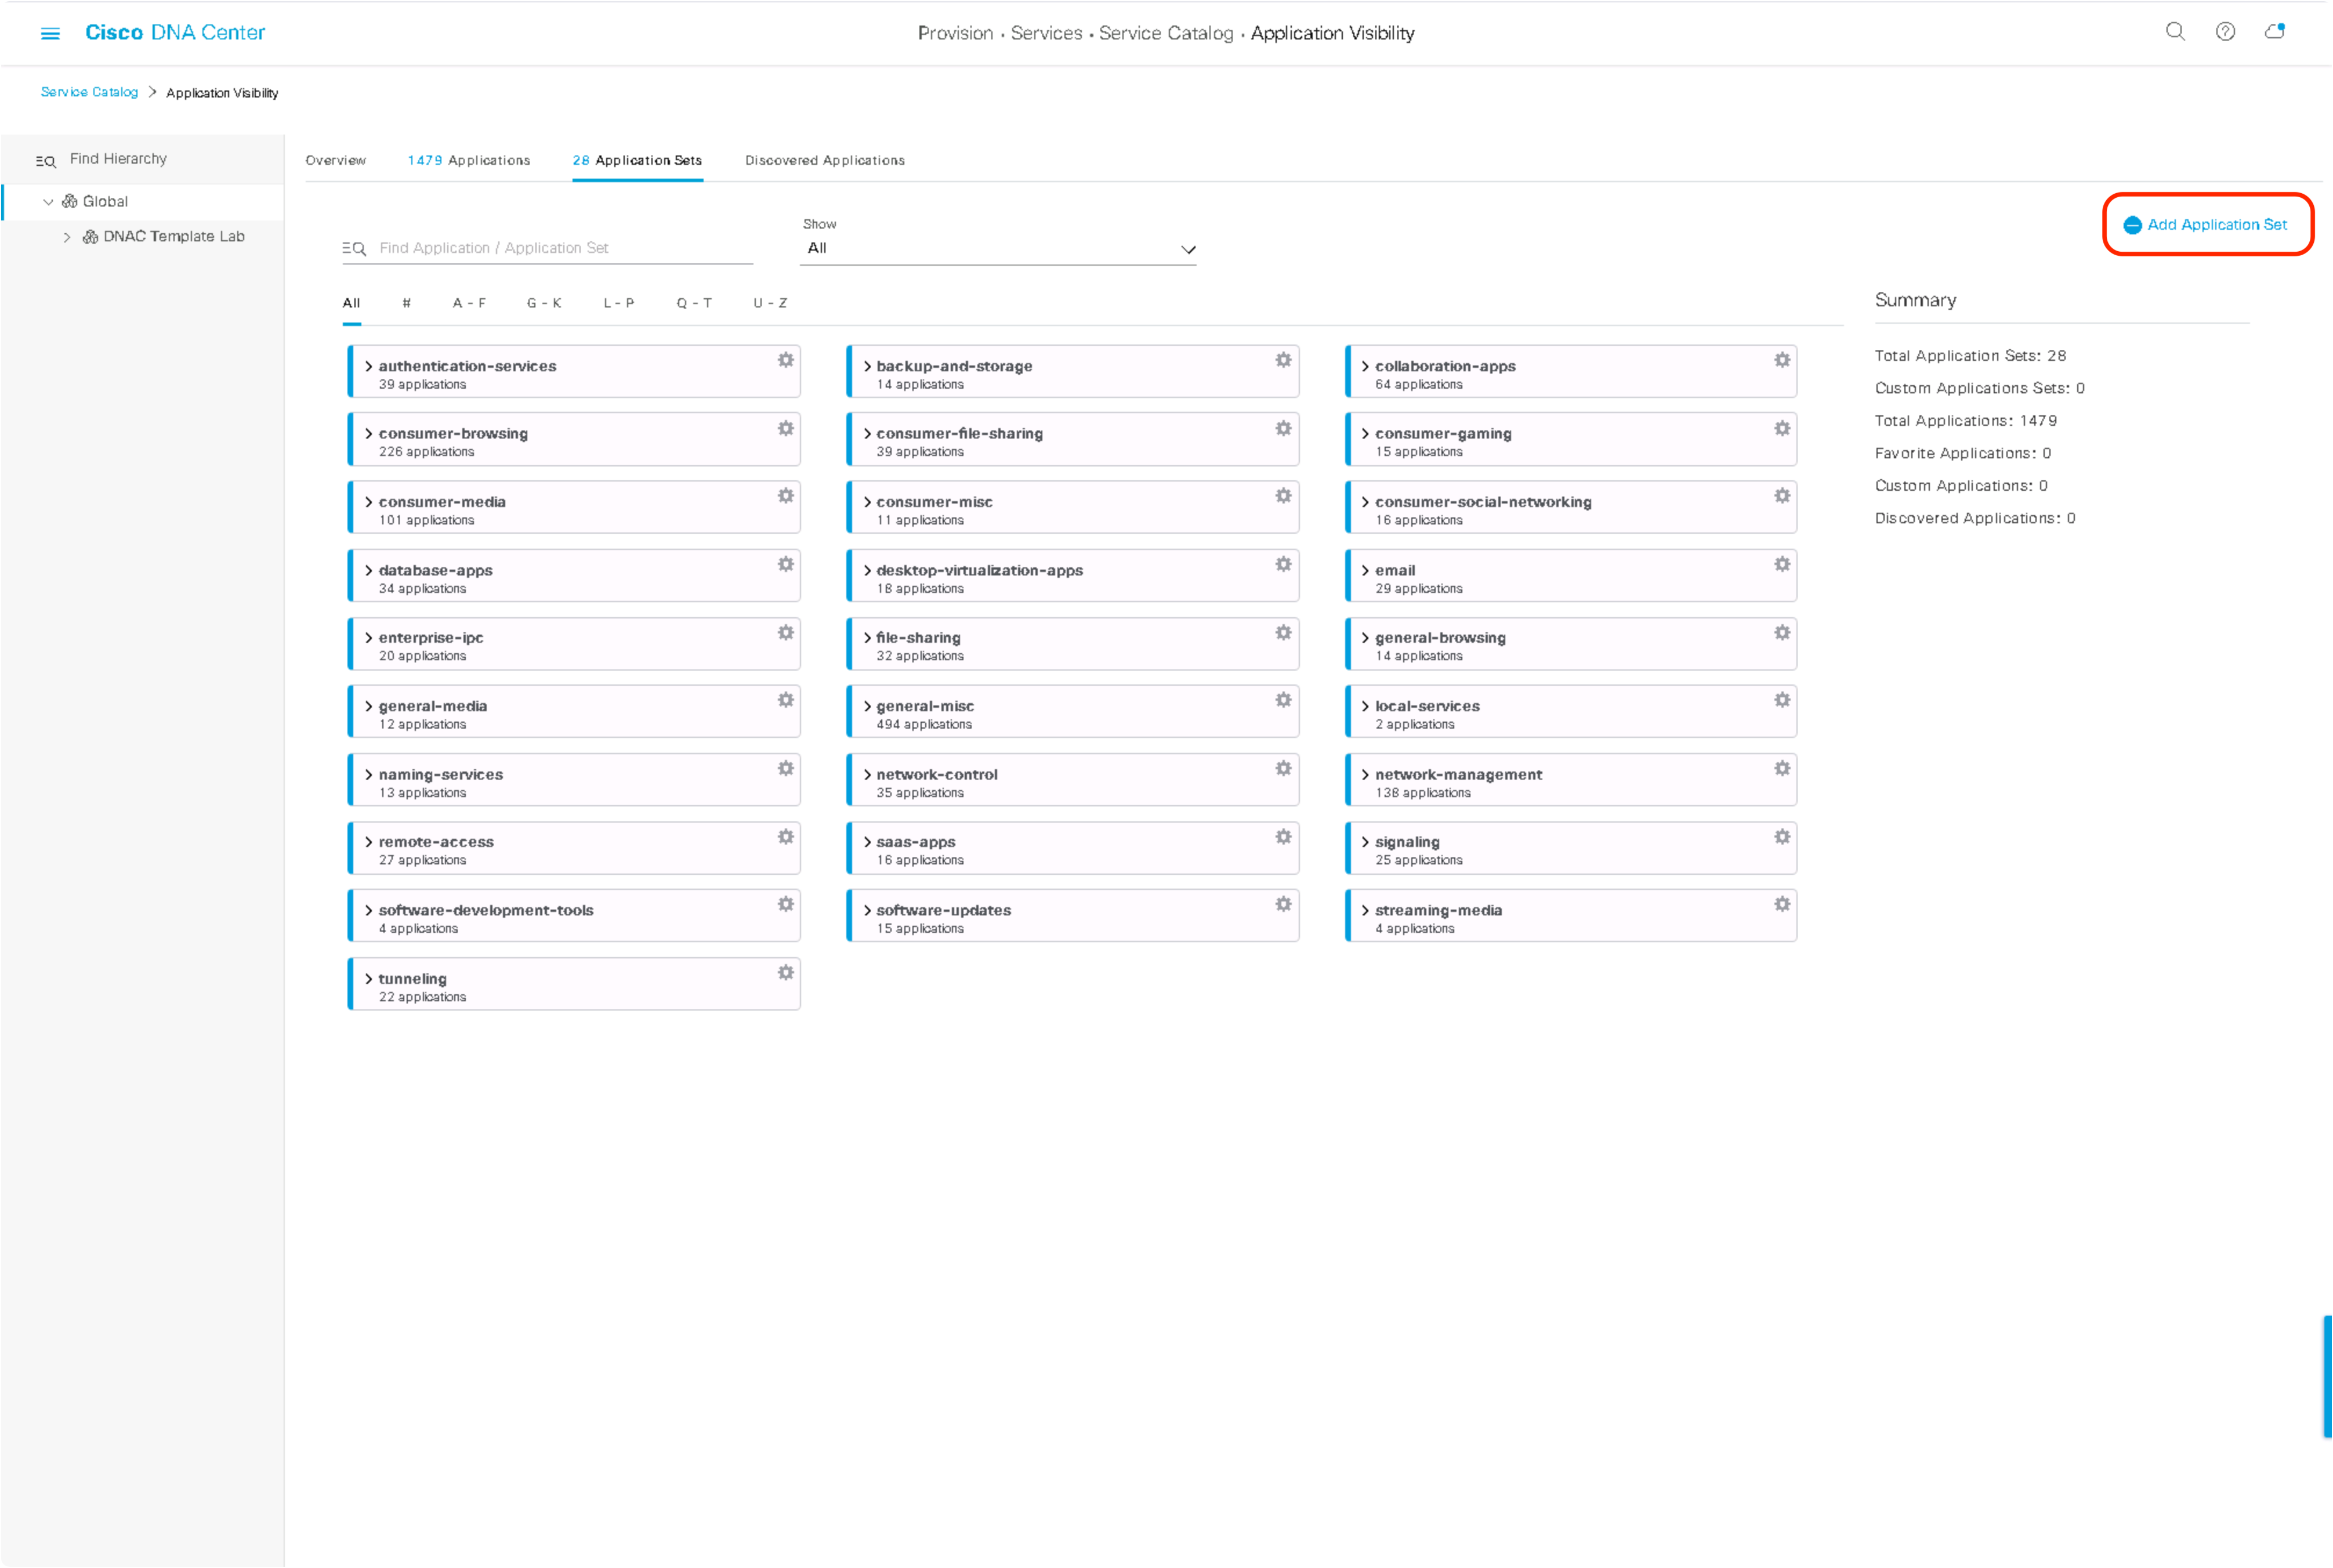 Cisco DNA Center
Provision • Services • Service Catalog • Application Visibility
Service Catalog > Application Visibility
Find Hierarchy
Global
DNAC Template Lab
Overview 1479 Applications 28 Application Sets Discovered Applications
Show
Find Application / Application Set All
Add Application Set
All # A - F G - K L - P Q - T U - Z
authentication-services
39 applications
backup-and-storage
14 applications
collaboration-apps
64 applications
consumer-browsing
226 applications
consumer-file-sharing
39 applications
consumer-gaming
15 applications
consumer-media
101 applications
consumer-misc
11 applications
consumer-social-networking
16 applications
database-apps
34 applications
desktop-virtualization-apps
18 applications
email
29 applications
enterprise-ipc
20 applications
file-sharing
32 applications
general-browsing
14 applications
general-media
12 applications
general-misc
494 applications
local-services
2 applications
naming-services
13 applications
network-control
35 applications
network-management
138 applications
remote-access
27 applications
saas-apps
16 applications
signaling
25 applications
software-development-tools
4 applications
software-updates
15 applications
streaming-media
4 applications
tunneling
22 applications
Summary
Total Application Sets: 28
Custom Applications Sets: 0
Total Applications: 1479
Favorite Applications: 0
Custom Applications: 0
Discovered Applications: 0